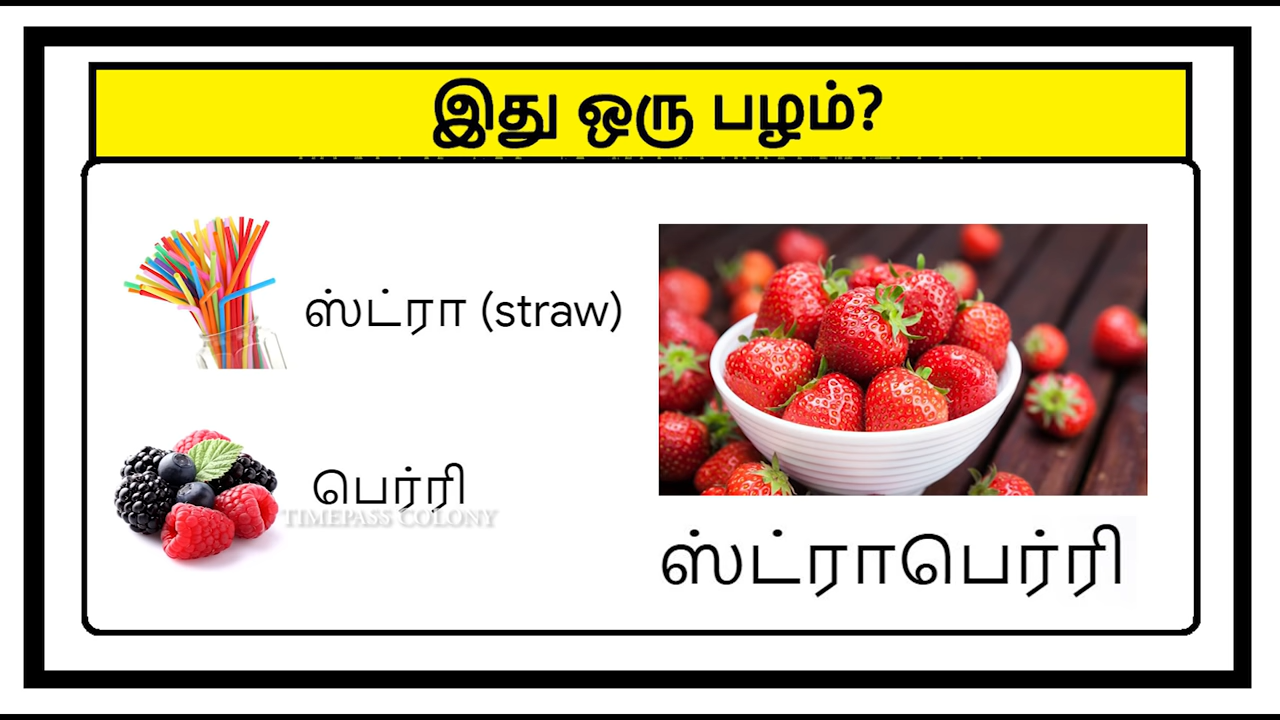 இது ஒரு பழம்?
ஸ்ட்ரா (straw)
பெர்ரி
TIMEPASS COLONY
ஸ்ட்ராபெர்ரி